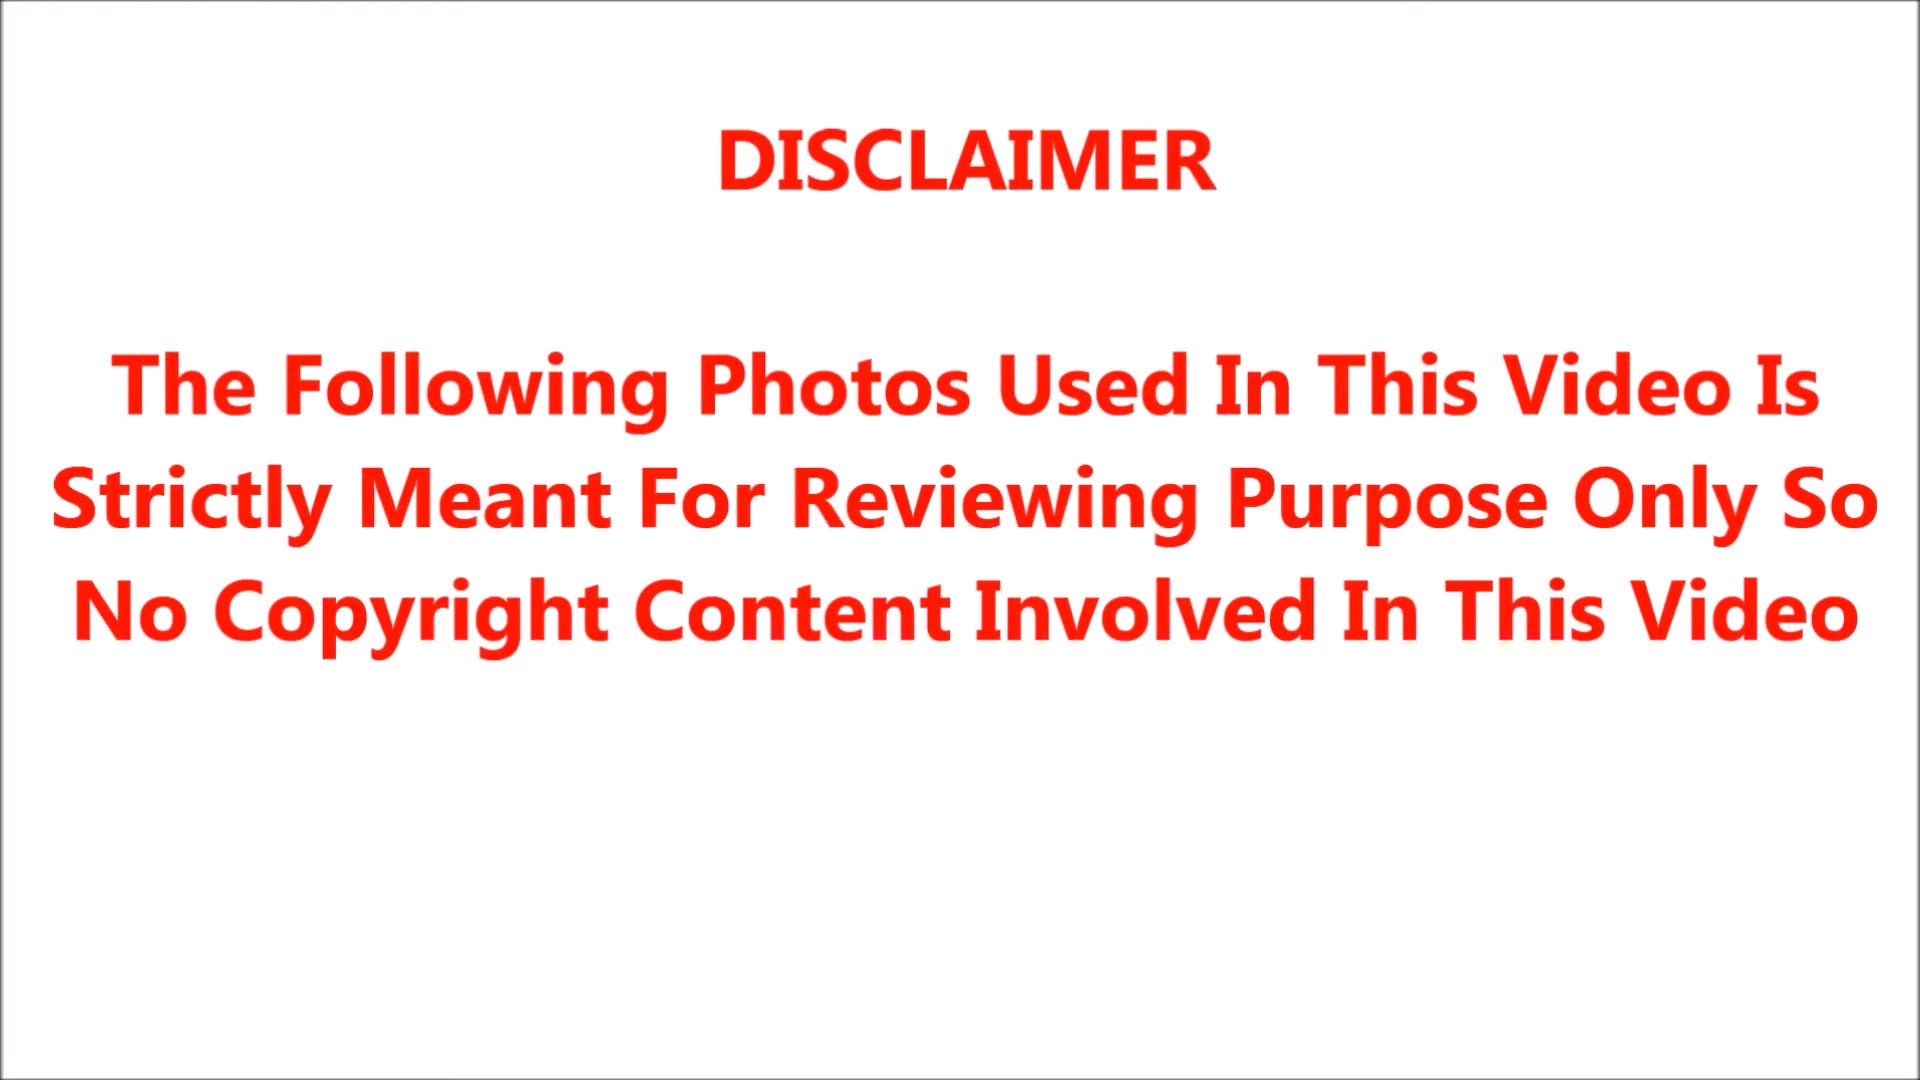 DISCLAIMER
The Following Photos Used In This Video Is
Strictly Meant For Reviewing Purpose Only So
No Copyright Content Involved In This Video